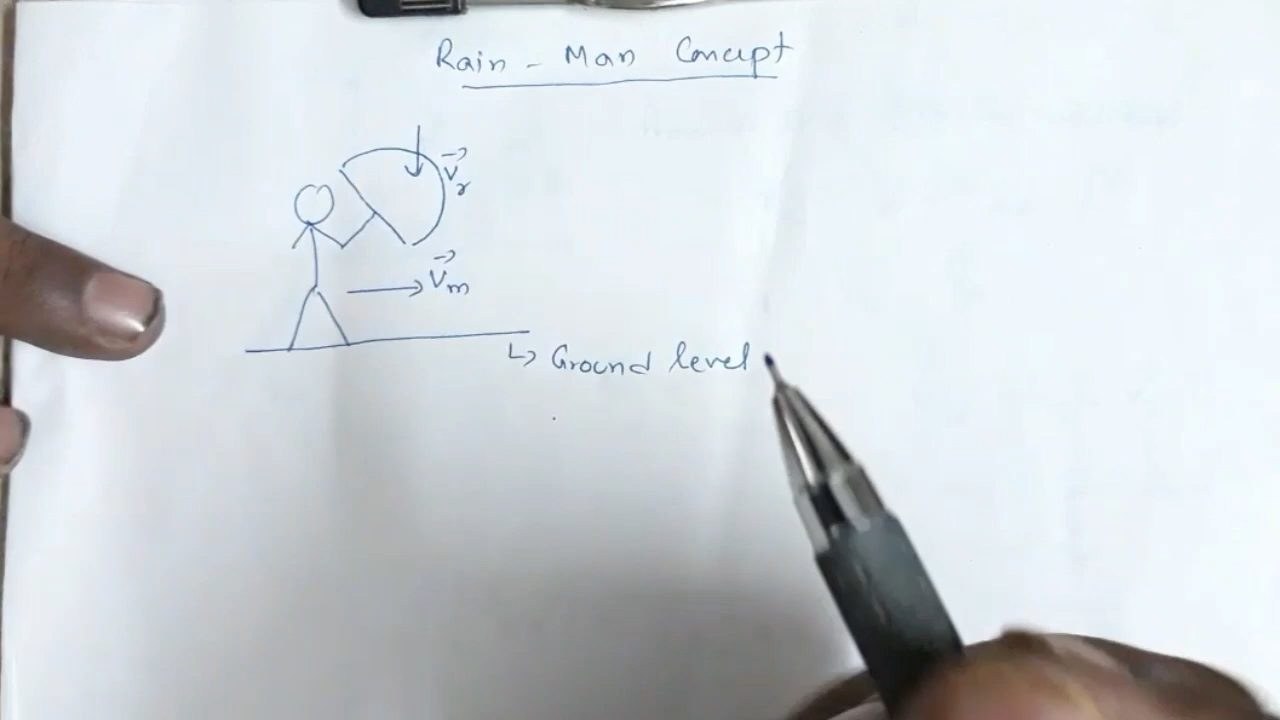 Rain - Man Concept
V⃗r
V⃗m
↳ Ground level